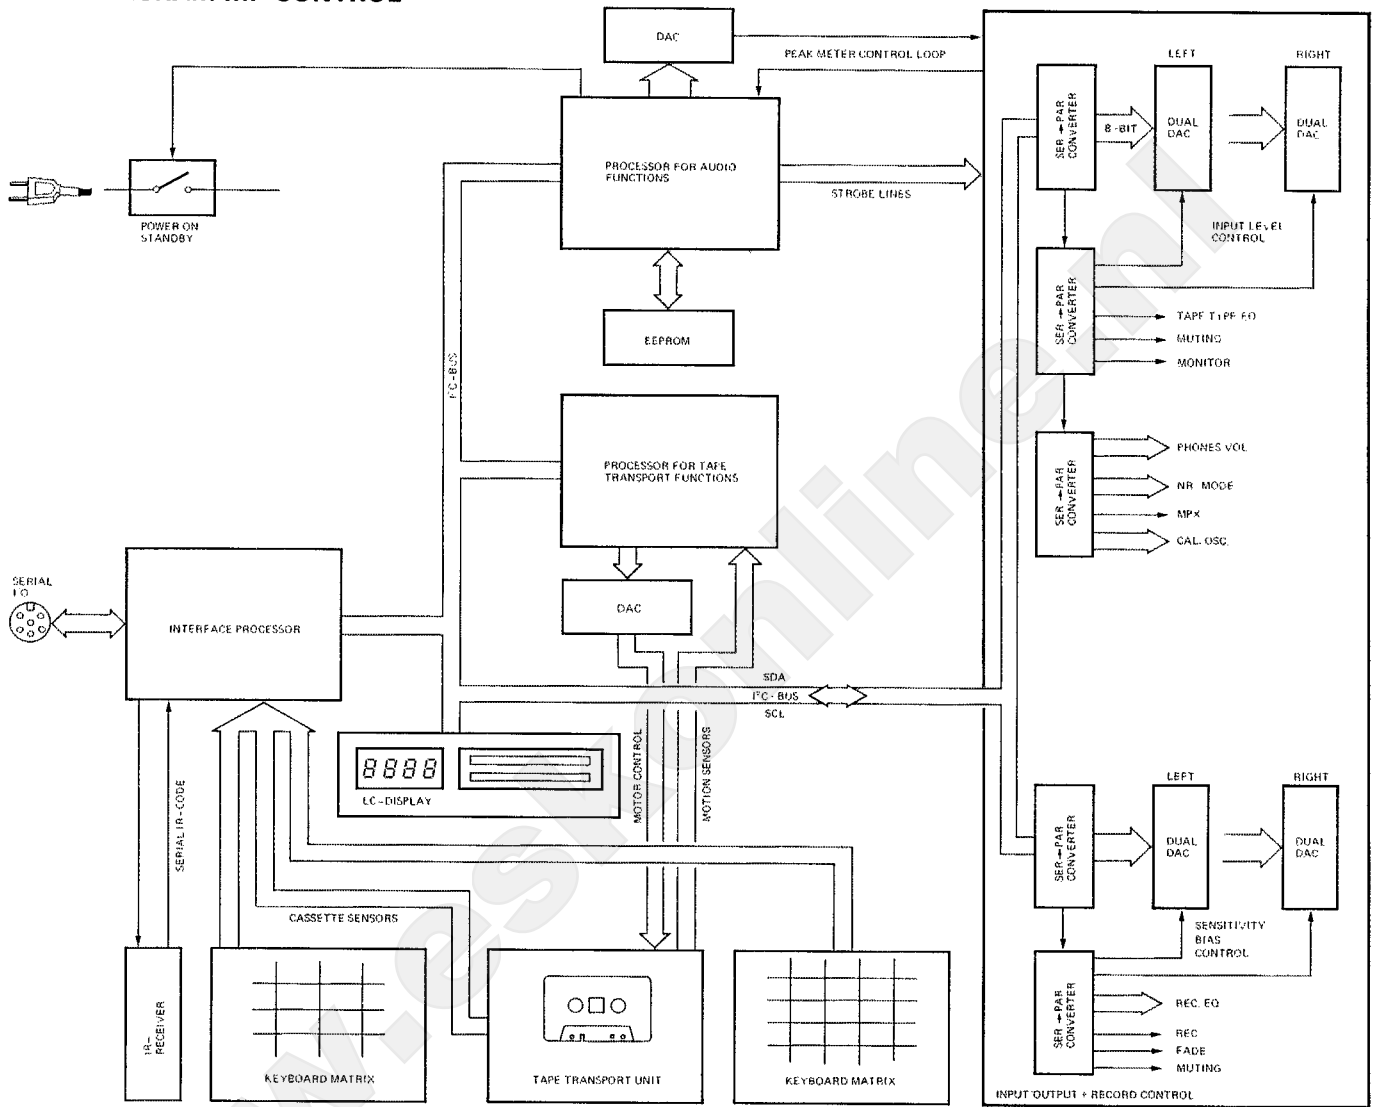 CONTROL
DAC
PEAK METER CONTROL LOOP
LEFT
RIGHT
SER→PAR
CONVERTER
8-BIT
DUAL
DAC
DUAL
DAC
PROCESSOR FOR AUDIO
FUNCTIONS
STROBE LINES
POWER ON
STANDBY
INPUT LEVEL
CONTROL
SER→PAR
CONVERTER
TAPE TYPE EQ
MUTING
MONITOR
EEPROM
I²C-BUS
PROCESSOR FOR TAPE
TRANSPORT FUNCTIONS
SER→PAR
CONVERTER
PHONES VOL
NR MODE
MPX
CAL. OSC.
SERIAL
I/O
INTERFACE PROCESSOR
DAC
SDA
I²C-BUS
SCL
8888
LC-DISPLAY
MOTOR CONTROL
MOTION SENSORS
SERIAL IR-CODE
LEFT
RIGHT
SER→PAR
CONVERTER
DUAL
DAC
DUAL
DAC
CASSETTE SENSORS
SENSITIVITY
BIAS
CONTROL
SER→PAR
CONVERTER
REC. EQ
REC
FADE
MUTING
IR-
RECEIVER
KEYBOARD MATRIX
TAPE TRANSPORT UNIT
KEYBOARD MATRIX
INPUT/OUTPUT + RECORD CONTROL
w.eskonline.nl